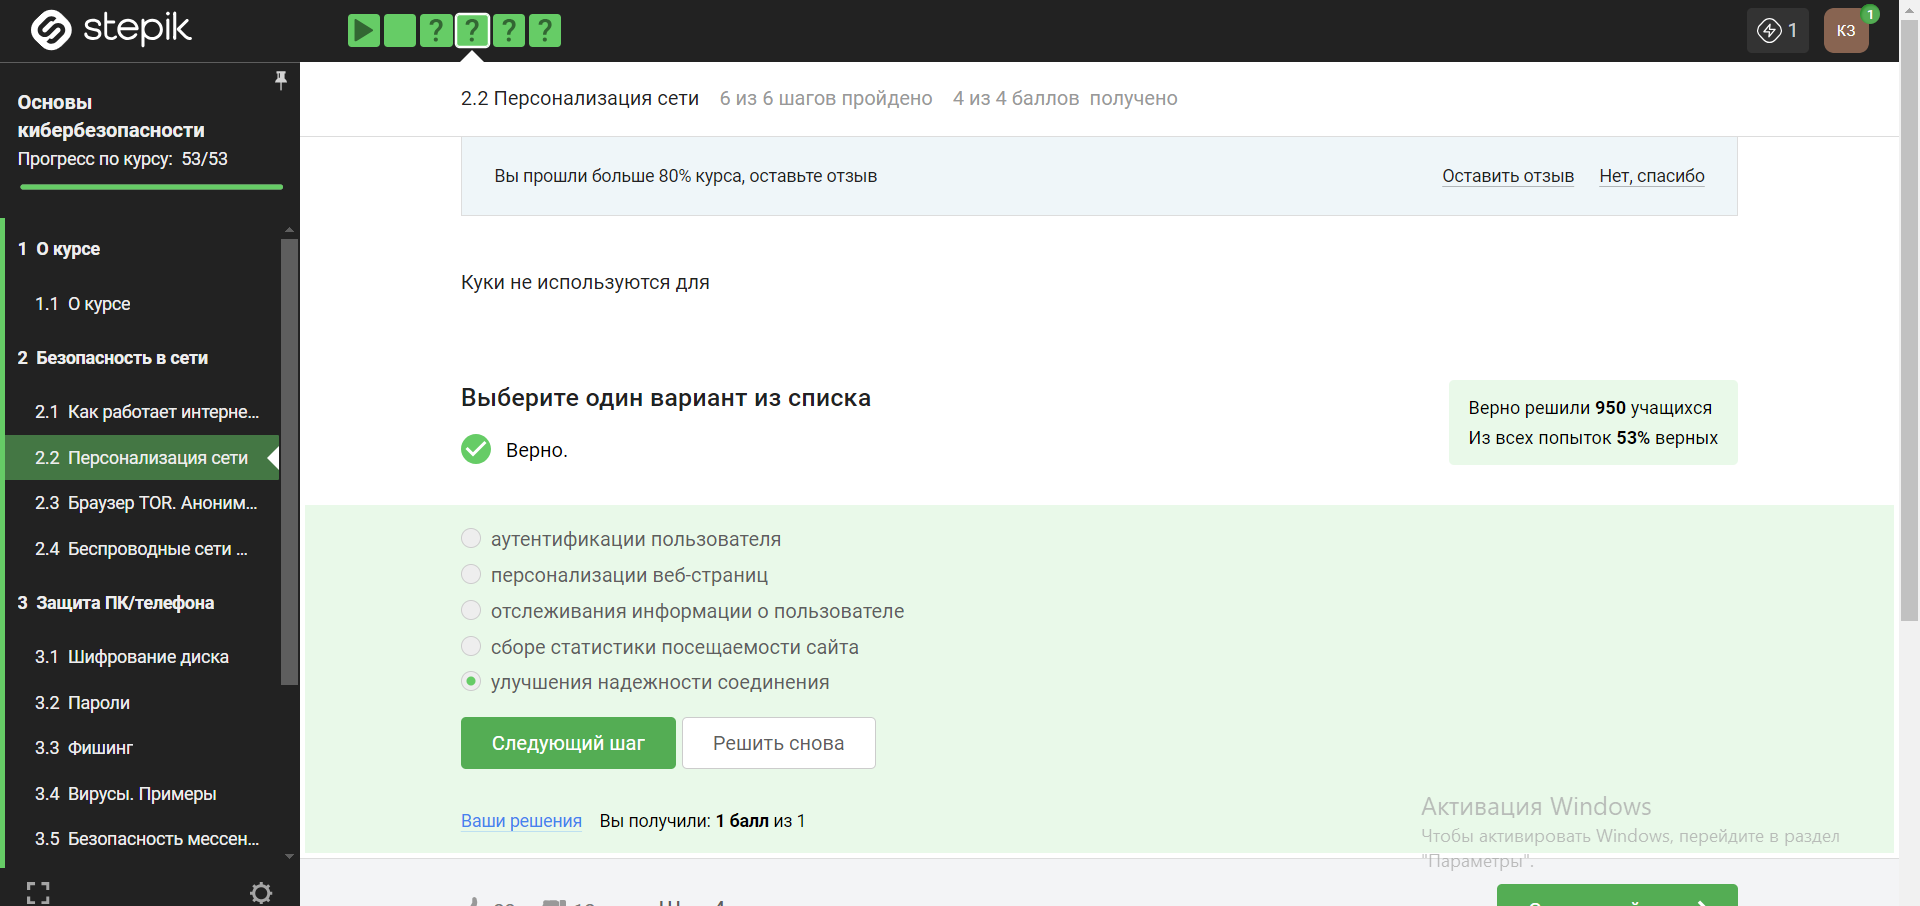 stepik
? ? ? ?
1
КЗ
1
Основы
кибербезопасности
Прогресс по курсу: 53/53
1 О курсе
1.1 О курсе
2 Безопасность в сети
2.1 Как работает интерне...
2.2 Персонализация сети
2.3 Браузер TOR. Аноним...
2.4 Беспроводные сети ...
3 Защита ПК/телефона
3.1 Шифрование диска
3.2 Пароли
3.3 Фишинг
3.4 Вирусы. Примеры
3.5 Безопасность мессен...
2.2 Персонализация сети 6 из 6 шагов пройдено 4 из 4 баллов получено
Вы прошли больше 80% курса, оставьте отзыв Оставить отзыв Нет, спасибо
Куки не используются для
Выберите один вариант из списка
Верно.
Верно решили 950 учащихся
Из всех попыток 53% верных
аутентификации пользователя
персонализации веб-страниц
отслеживания информации о пользователе
сборе статистики посещаемости сайта
улучшения надежности соединения
Следующий шаг Решить снова
Ваши решения Вы получили: 1 балл из 1
Активация Windows
Чтобы активировать Windows, перейдите в раздел
"Параметры".